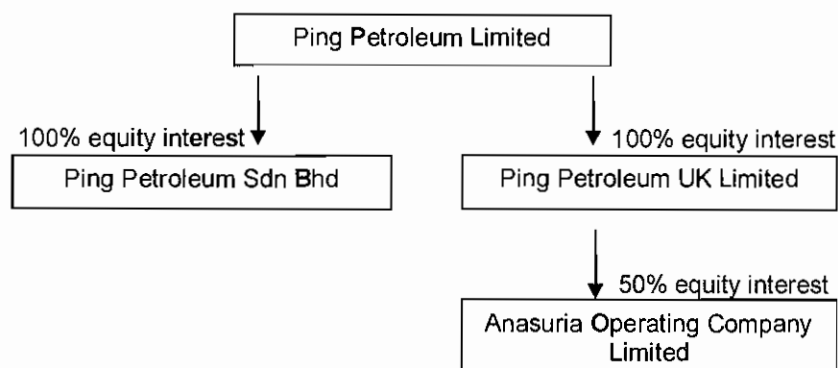 Ping Petroleum Limited
100% equity interest
100% equity interest
Ping Petroleum Sdn Bhd
Ping Petroleum UK Limited
50% equity interest
Anasuria Operating Company
Limited